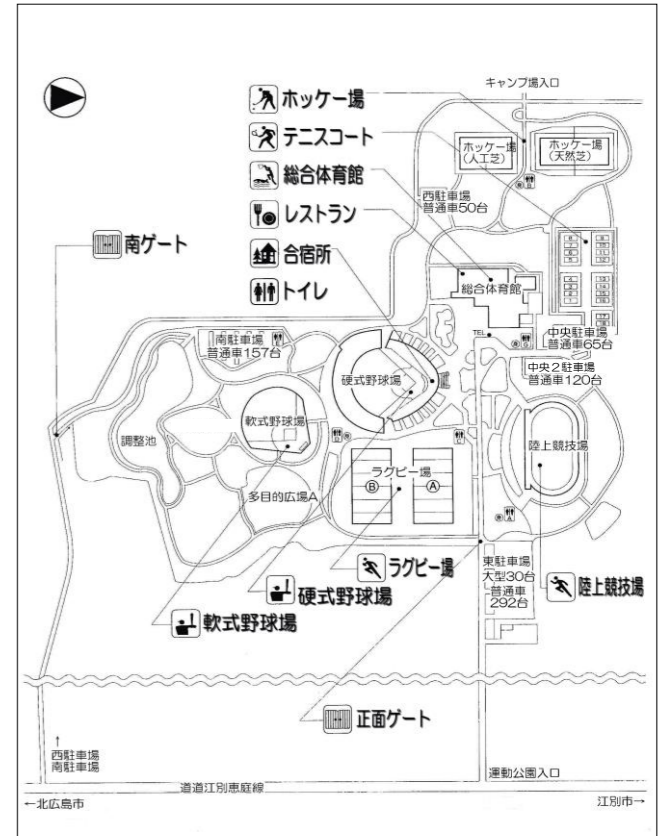 キャンプ場入口
ホッケー場
テニスコート
総合体育館
レストラン
合宿所
トイレ
南ゲート
ホッケー場
(人工芝)
ホッケー場
(天然芝)
西駐車場
普通車50台
総合体育館
TEL
中央駐車場
普通車65台
中央2駐車場
普通車120台
南駐車場
普通車157台
硬式野球場
軟式野球場
陸上競技場
調整池
多目的広場A
ラグビー場
B
A
東駐車場
大型30台
普通車
292台
ラグビー場
硬式野球場
軟式野球場
陸上競技場
正面ゲート
↑
西駐車場
南駐車場
道道江別恵庭線
運動公園入口
←北広島市
江別市→